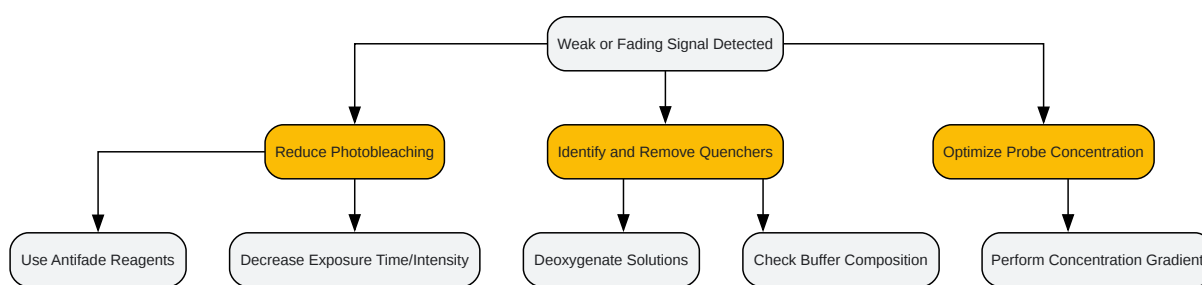 Weak or Fading Signal Detected
Reduce Photobleaching
Identify and Remove Quenchers
Optimize Probe Concentration
Use Antifade Reagents
Decrease Exposure Time/Intensity
Deoxygenate Solutions
Check Buffer Composition
Perform Concentration Gradient